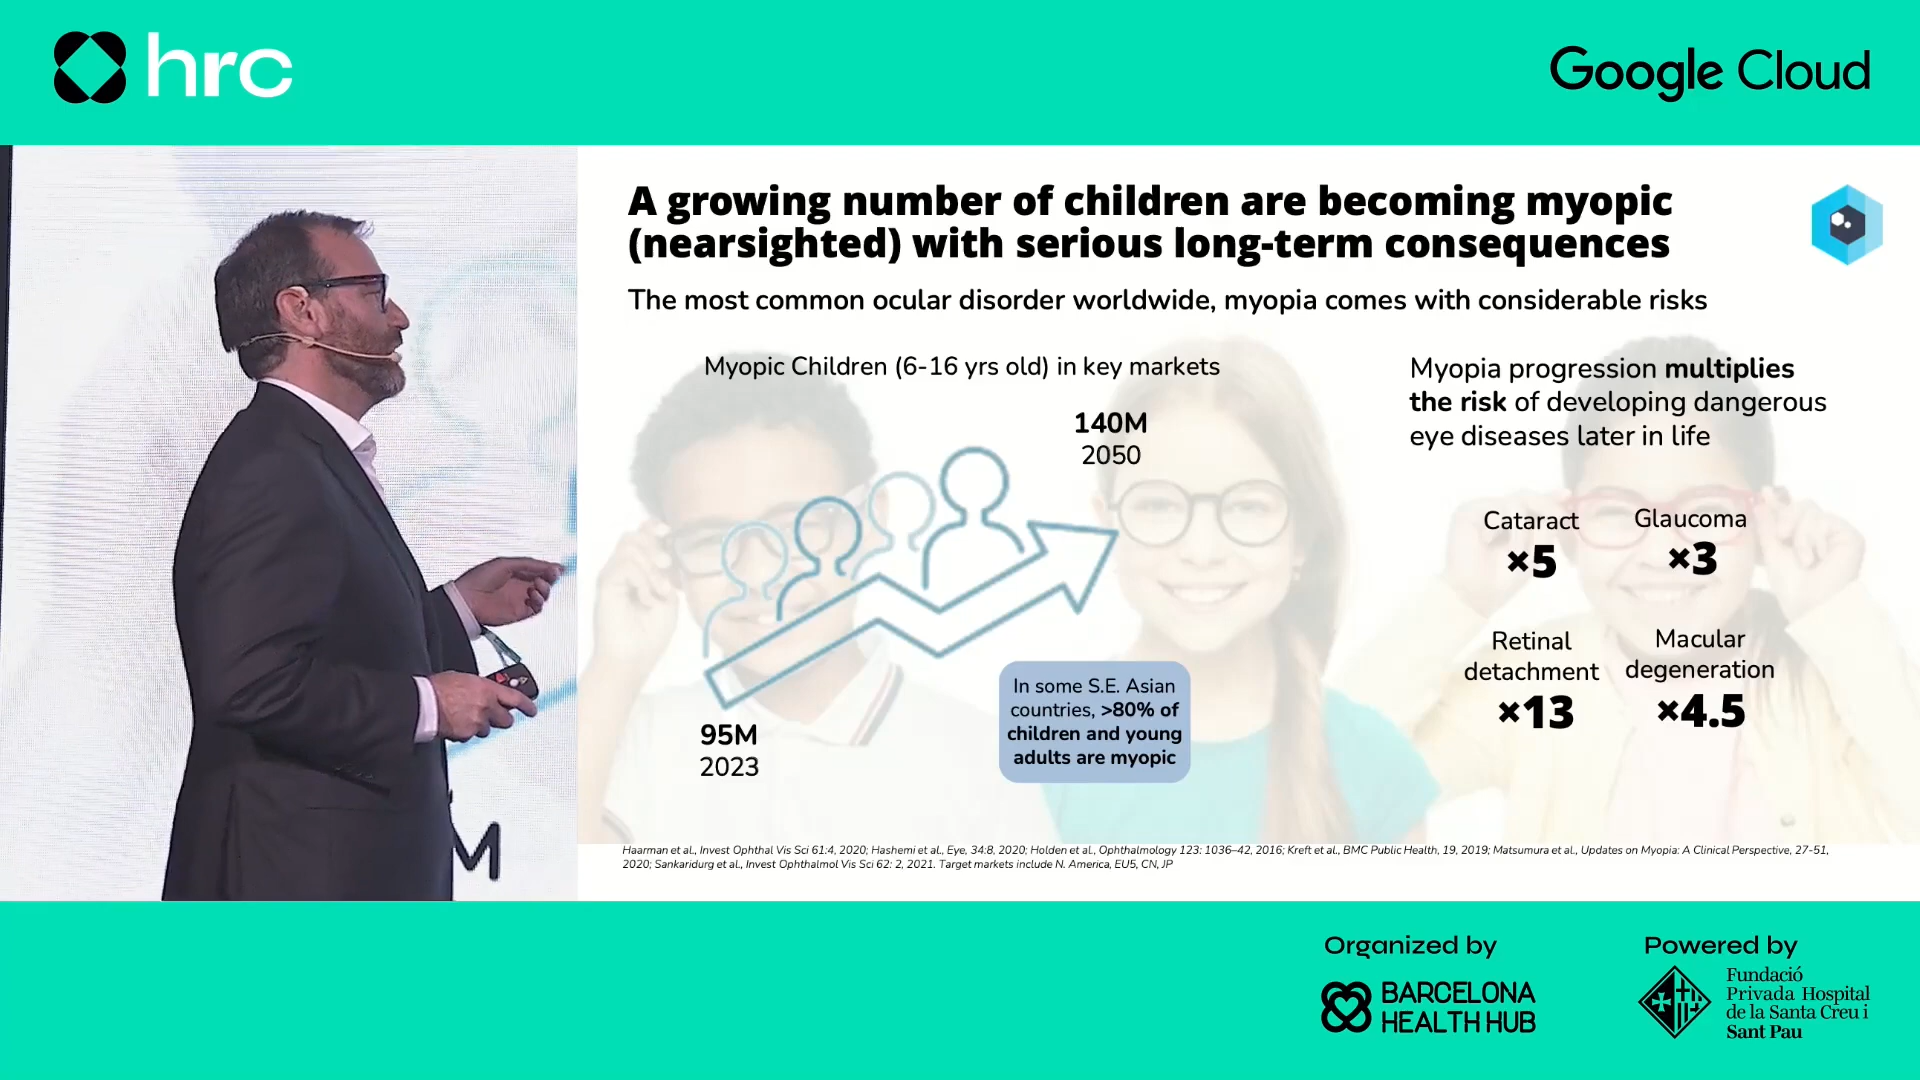 hrc
Google Cloud
A growing number of children are becoming myopic
(nearsighted) with serious long-term consequences
The most common ocular disorder worldwide, myopia comes with considerable risks
Myopic Children (6-16 yrs old) in key markets
140M
2050
95M
2023
In some S.E. Asian
countries, >80% of
children and young
adults are myopic
Myopia progression multiplies
the risk of developing dangerous
eye diseases later in life
Cataract
×5
Glaucoma
×3
Retinal
detachment
×13
Macular
degeneration
×4.5
Haarman et al., Invest Ophthal Vis Sci 61:4, 2020; Hashemi et al., Eye, 34:8, 2020; Holden et al., Ophthalmology 123: 1036–42, 2016; Kreft et al., BMC Public Health, 19, 2019; Matsumura et al., Updates on Myopia: A Clinical Perspective, 27-51,
2020; Sankaridurg et al., Invest Ophthalmol Vis Sci 62: 2, 2021. Target markets include N. America, EU5, CN, JP
M
Organized by
BARCELONA
HEALTH HUB
Powered by
Fundació
Privada Hospital
de la Santa Creu i
Sant Pau